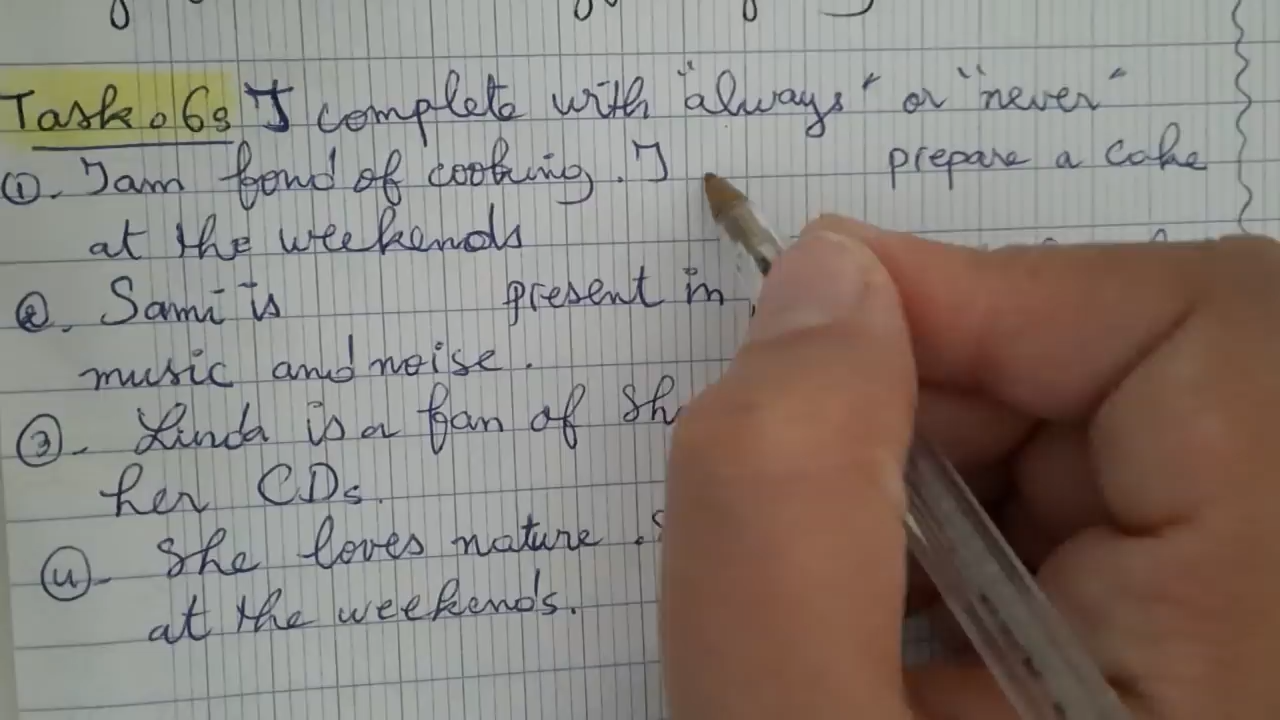 Task 06: I complete with "always" or "never"
①. I am fond of cooking. I prepare a cake
at the weekends
②. Sami is present in
music and noise.
③- Linda is a fan of Sh
her CDs.
④- She loves nature. S
at the weekends.